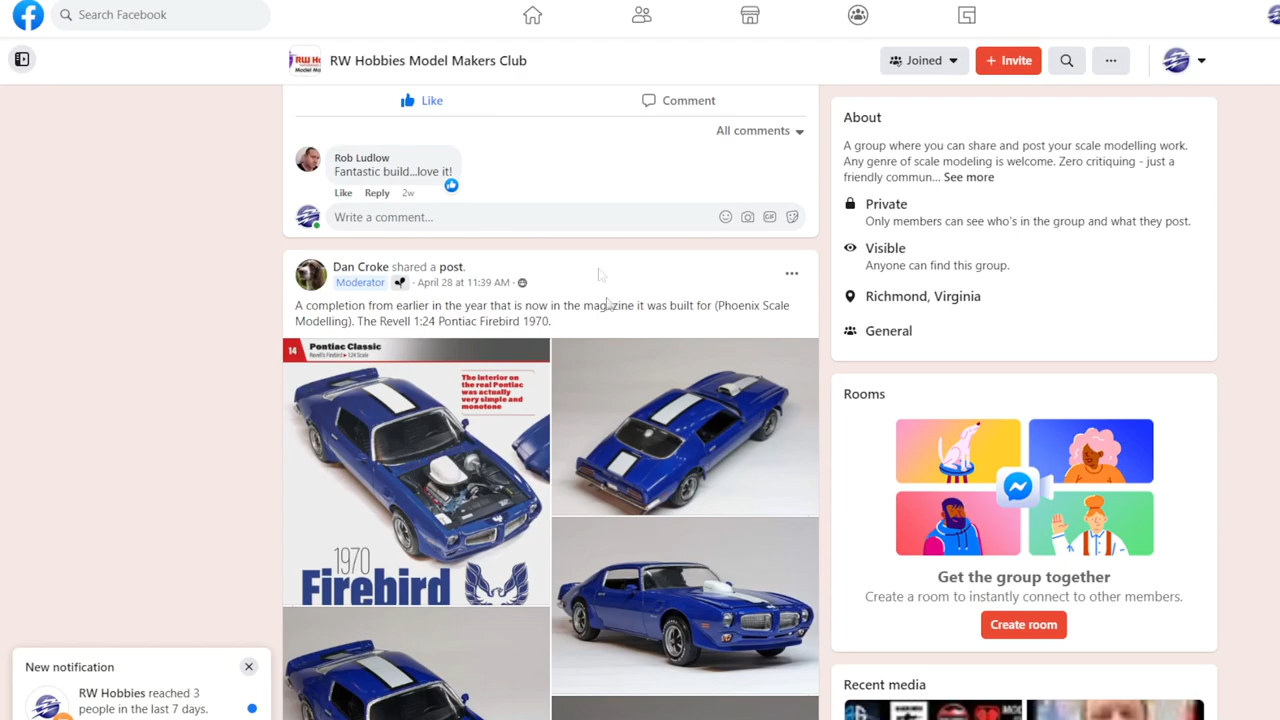 Search Facebook
RW Hobbies Model Makers Club
Joined
+ Invite
Like
Comment
All comments
Rob Ludlow
Fantastic build...love it!
Like Reply 2w
Write a comment...
GIF
Dan Croke shared a post.
Moderator · April 28 at 11:39 AM ·
A completion from earlier in the year that is now in the magazine it was built for (Phoenix Scale
Modelling). The Revell 1:24 Pontiac Firebird 1970.
14 Pontiac Classic
Revell's Firebird ▸ 1:24 Scale
The interior on
the real Pontiac
was actually
very simple and
monotone
1970
Firebird
About
A group where you can share and post your scale modelling work.
Any genre of scale modeling is welcome. Zero critiquing - just a
friendly commun... See more
Private
Only members can see who's in the group and what they post.
Visible
Anyone can find this group.
Richmond, Virginia
General
Rooms
Get the group together
Create a room to instantly connect to other members.
Create room
Recent media
New notification
RW Hobbies reached 3
people in the last 7 days.